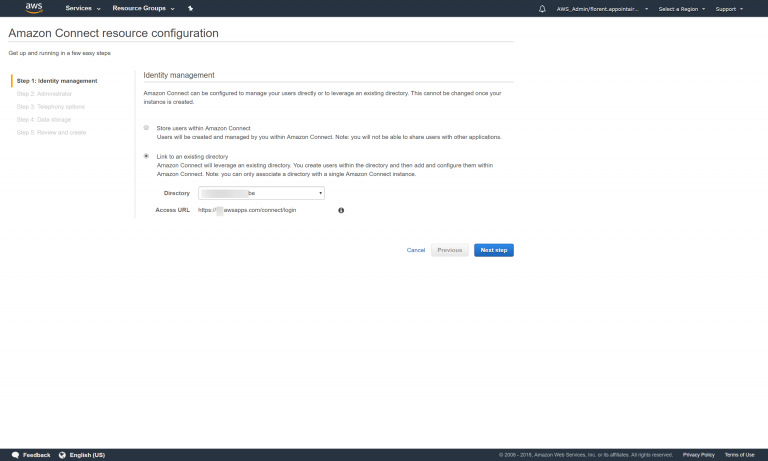 aws
Services
Resource Groups
AWS_Admin/florent.appointair...
Select a Region
Support
Amazon Connect resource configuration
Get up and running in a few easy steps
Step 1: Identity management
Step 2: Administrator
Step 3: Telephony options
Step 4: Data storage
Step 5: Review and create
Identity management
Amazon Connect can be configured to manage your users directly or to leverage an existing directory. This cannot be changed once your
instance is created.
Store users within Amazon Connect
Users will be created and managed by you within Amazon Connect. Note: you will not be able to share users with other applications.
Link to an existing directory
Amazon Connect will leverage an existing directory. You create users within the directory and then add and configure them within
Amazon Connect. Note: you can only associate a directory with a single Amazon Connect instance.
Directory
be
Access URL https:// awsapps.com/connect/login
Cancel Previous Next step
Feedback English (US)
© 2008 - 2018, Amazon Web Services, Inc. or its affiliates. All rights reserved. Privacy Policy Terms of Use